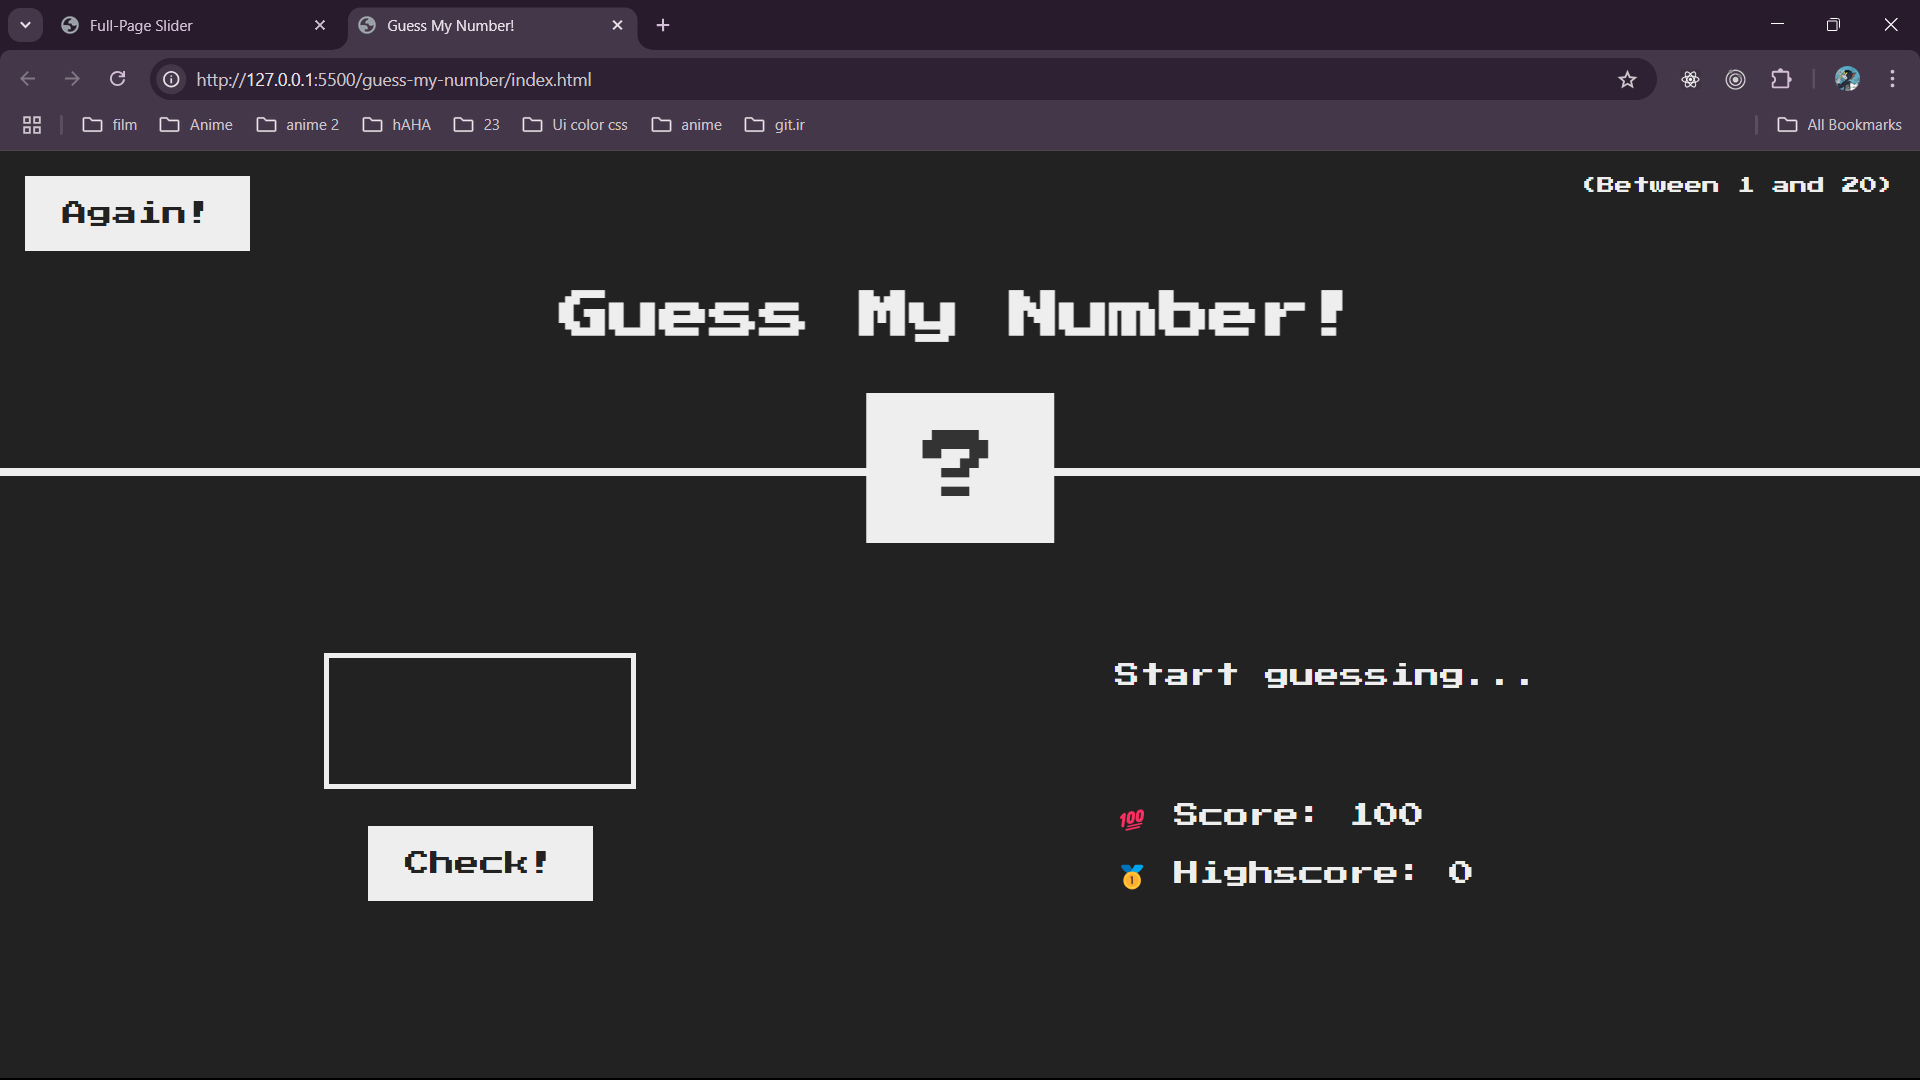 Full-Page Slider
Guess My Number!
http://127.0.0.1:5500/guess-my-number/index.html
film Anime anime 2 hAHA 23 Ui color css anime git.ir All Bookmarks
Again!
(Between 1 and 20)
Guess My Number!
?
Start guessing...
💯 Score: 100
Check!
🥇 Highscore: 0